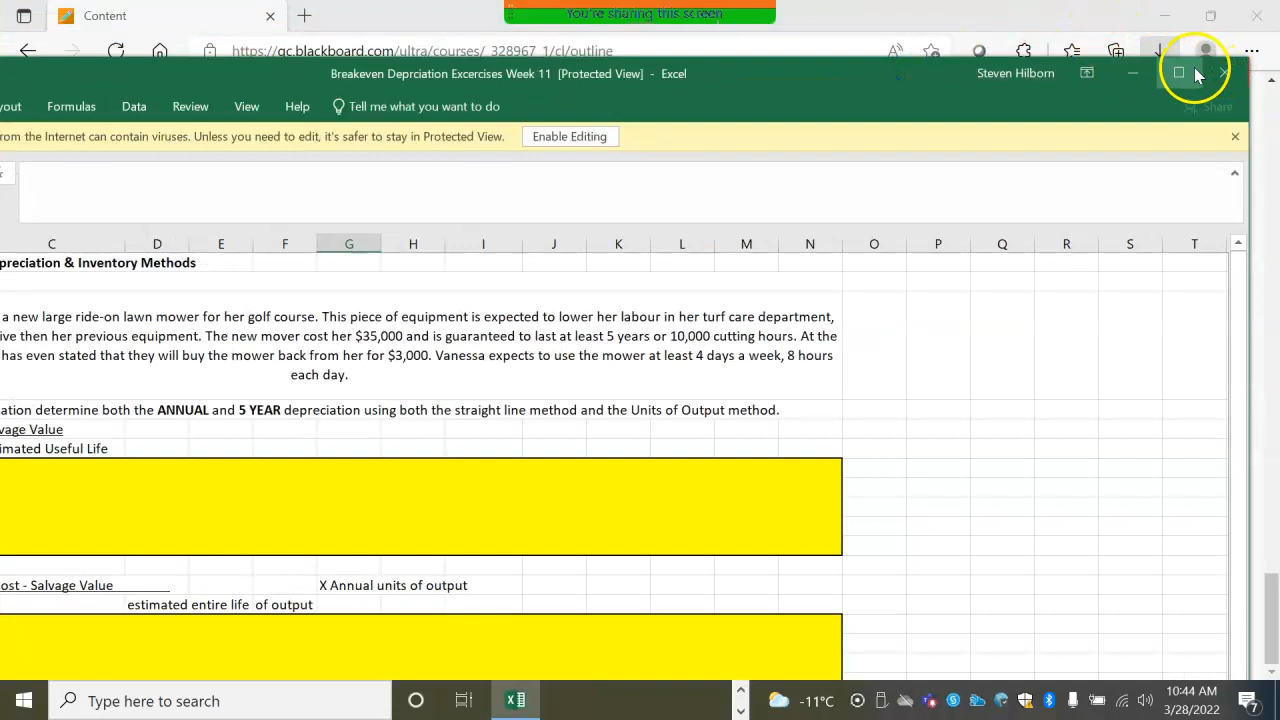 Content
You're sharing this screen
https://gc.blackboard.com/ultra/courses/_328967_1/cl/outline
Breakeven Deprciation Excercises Week 11 [Protected View] - Excel
Steven Hilborn
yout Formulas Data Review View Help Tell me what you want to do Share
rom the Internet can contain viruses. Unless you need to edit, it's safer to stay in Protected View. Enable Editing
C D E F G H I J K L M N O P Q R S T
preciation & Inventory Methods
a new large ride-on lawn mower for her golf course. This piece of equipment is expected to lower her labour in her turf care department,
ive then her previous equipment. The new mover cost her $35,000 and is guaranteed to last at least 5 years or 10,000 cutting hours. At the
has even stated that they will buy the mower back from her for $3,000. Vanessa expects to use the mower at least 4 days a week, 8 hours
each day.
ation determine both the ANNUAL and 5 YEAR depreciation using both the straight line method and the Units of Output method.
vage Value
imated Useful Life
ost - Salvage Value X Annual units of output
estimated entire life of output
Type here to search
-11°C
10:44 AM
3/28/2022
7